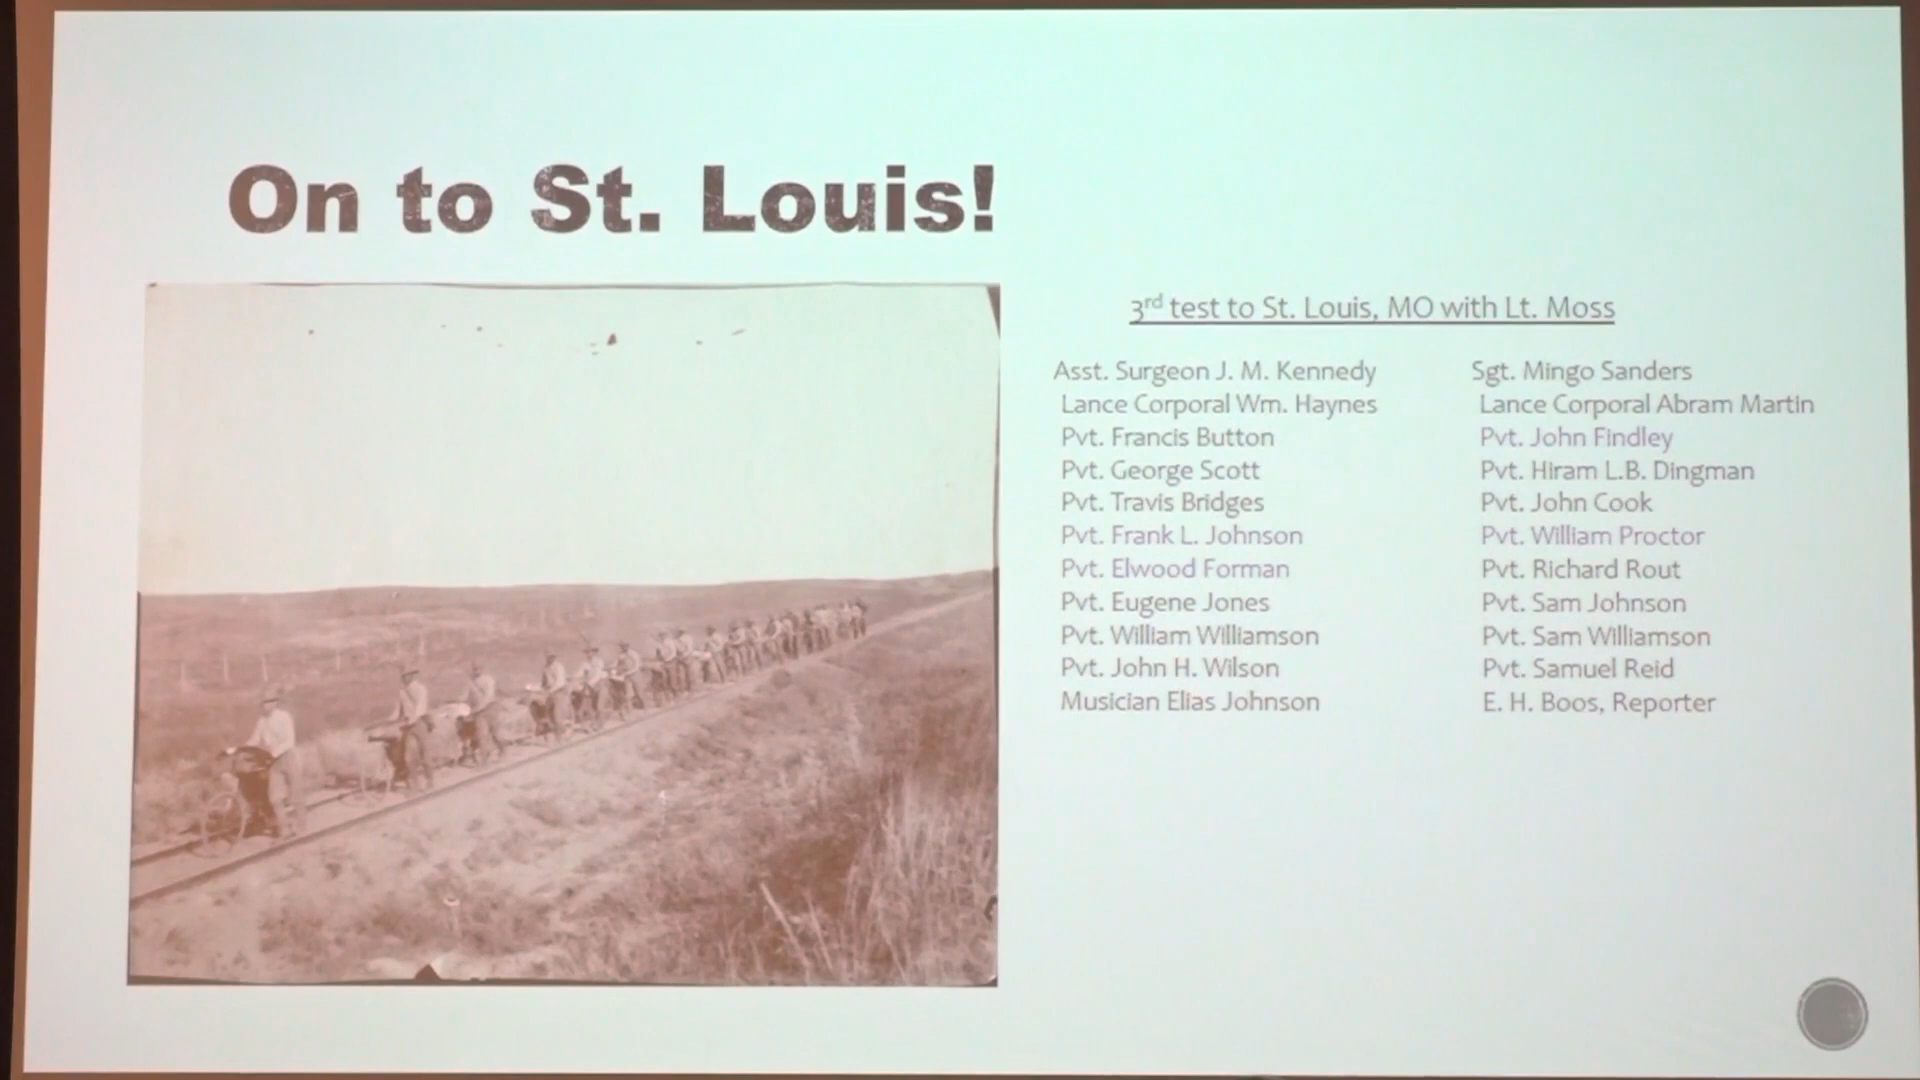 On to St. Louis!
3rd test to St. Louis, MO with Lt. Moss
Asst. Surgeon J. M. Kennedy
Lance Corporal Wm. Haynes
Pvt. Francis Button
Pvt. George Scott
Pvt. Travis Bridges
Pvt. Frank L. Johnson
Pvt. Elwood Forman
Pvt. Eugene Jones
Pvt. William Williamson
Pvt. John H. Wilson
Musician Elias Johnson
Sgt. Mingo Sanders
Lance Corporal Abram Martin
Pvt. John Findley
Pvt. Hiram L.B. Dingman
Pvt. John Cook
Pvt. William Proctor
Pvt. Richard Rout
Pvt. Sam Johnson
Pvt. Sam Williamson
Pvt. Samuel Reid
E. H. Boos, Reporter